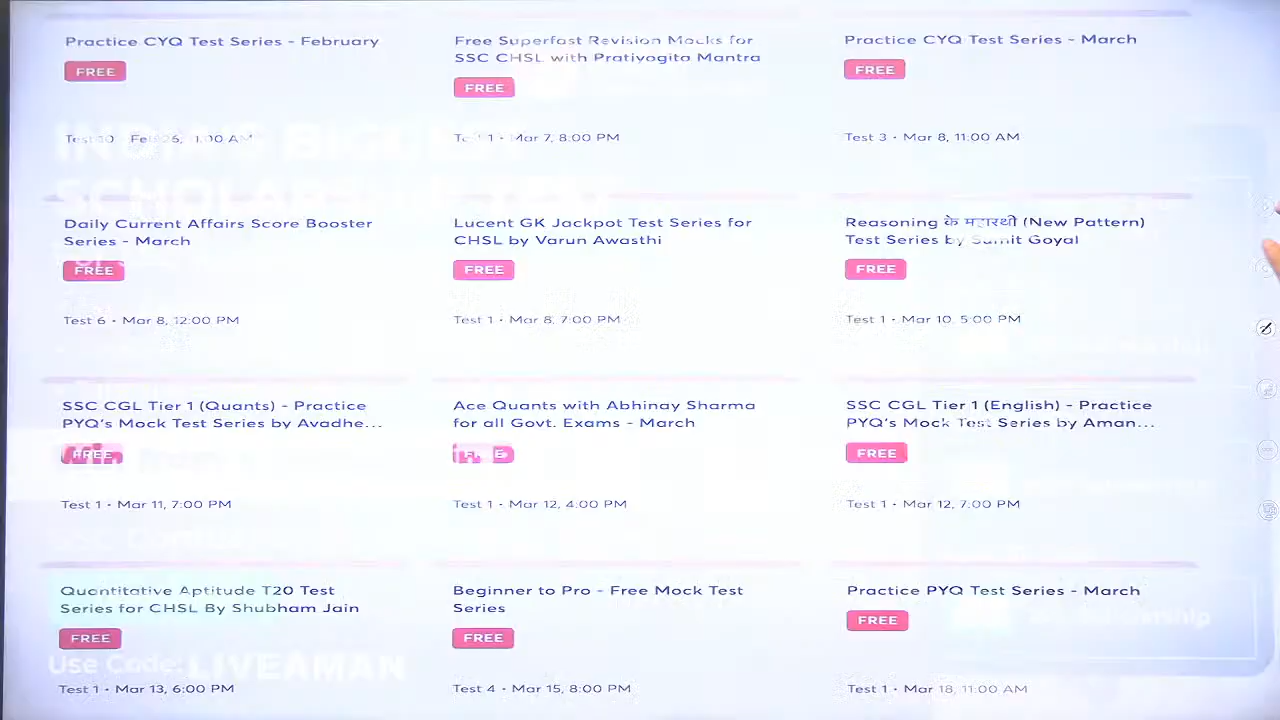 Practice CYQ Test Series - February
FREE
Free Superfast Revision Mocks for
SSC CHSL with Pratiyogita Mantra
FREE
Practice CYQ Test Series - March
FREE
Test 1 • Mar 7, 8:00 PM
Test 3 • Mar 8, 11:00 AM
Daily Current Affairs Score Booster
Series - March
FREE
Test 6 • Mar 8, 12:00 PM
Lucent GK Jackpot Test Series for
CHSL by Varun Awasthi
FREE
Test 1 • Mar 8, 7:00 PM
Reasoning के महारथी (New Pattern)
Test Series by Sumit Goyal
FREE
Test 1 • Mar 10, 5:00 PM
SSC CGL Tier 1 (Quants) - Practice
PYQ's Mock Test Series by Avadhe...
FREE
Win
Test 1 • Mar 11, 7:00 PM
Ace Quants with Abhinay Sharma
for all Govt. Exams - March
Test 1 • Mar 12, 4:00 PM
SSC CGL Tier 1 (English) - Practice
PYQ's Mock Test Series by Aman...
FREE
Test 1 • Mar 12, 7:00 PM
Quantitative Aptitude T20 Test
Series for CHSL By Shubham Jain
FREE
Use Code: LIVEAMAN
Test 1 • Mar 13, 6:00 PM
Beginner to Pro - Free Mock Test
Series
FREE
Test 4 • Mar 15, 8:00 PM
Practice PYQ Test Series - March
FREE
Test 1 • Mar 18, 11:00 AM